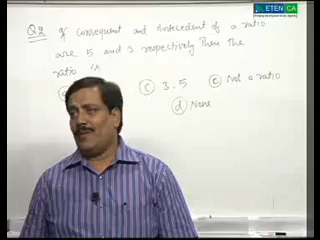 Q.2 If Consequent and Antecedent of a ratio
are 5 and 3 respectively Then the
ratio is
(c) 3.5
(c) Not a ratio
(d) None
ETEN CA